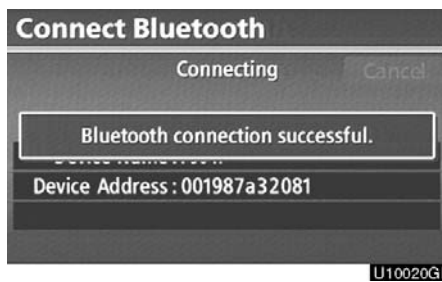 Connect Bluetooth
Connecting
Cancel
Bluetooth connection successful.
Device Address : 001987a32081
U10020G